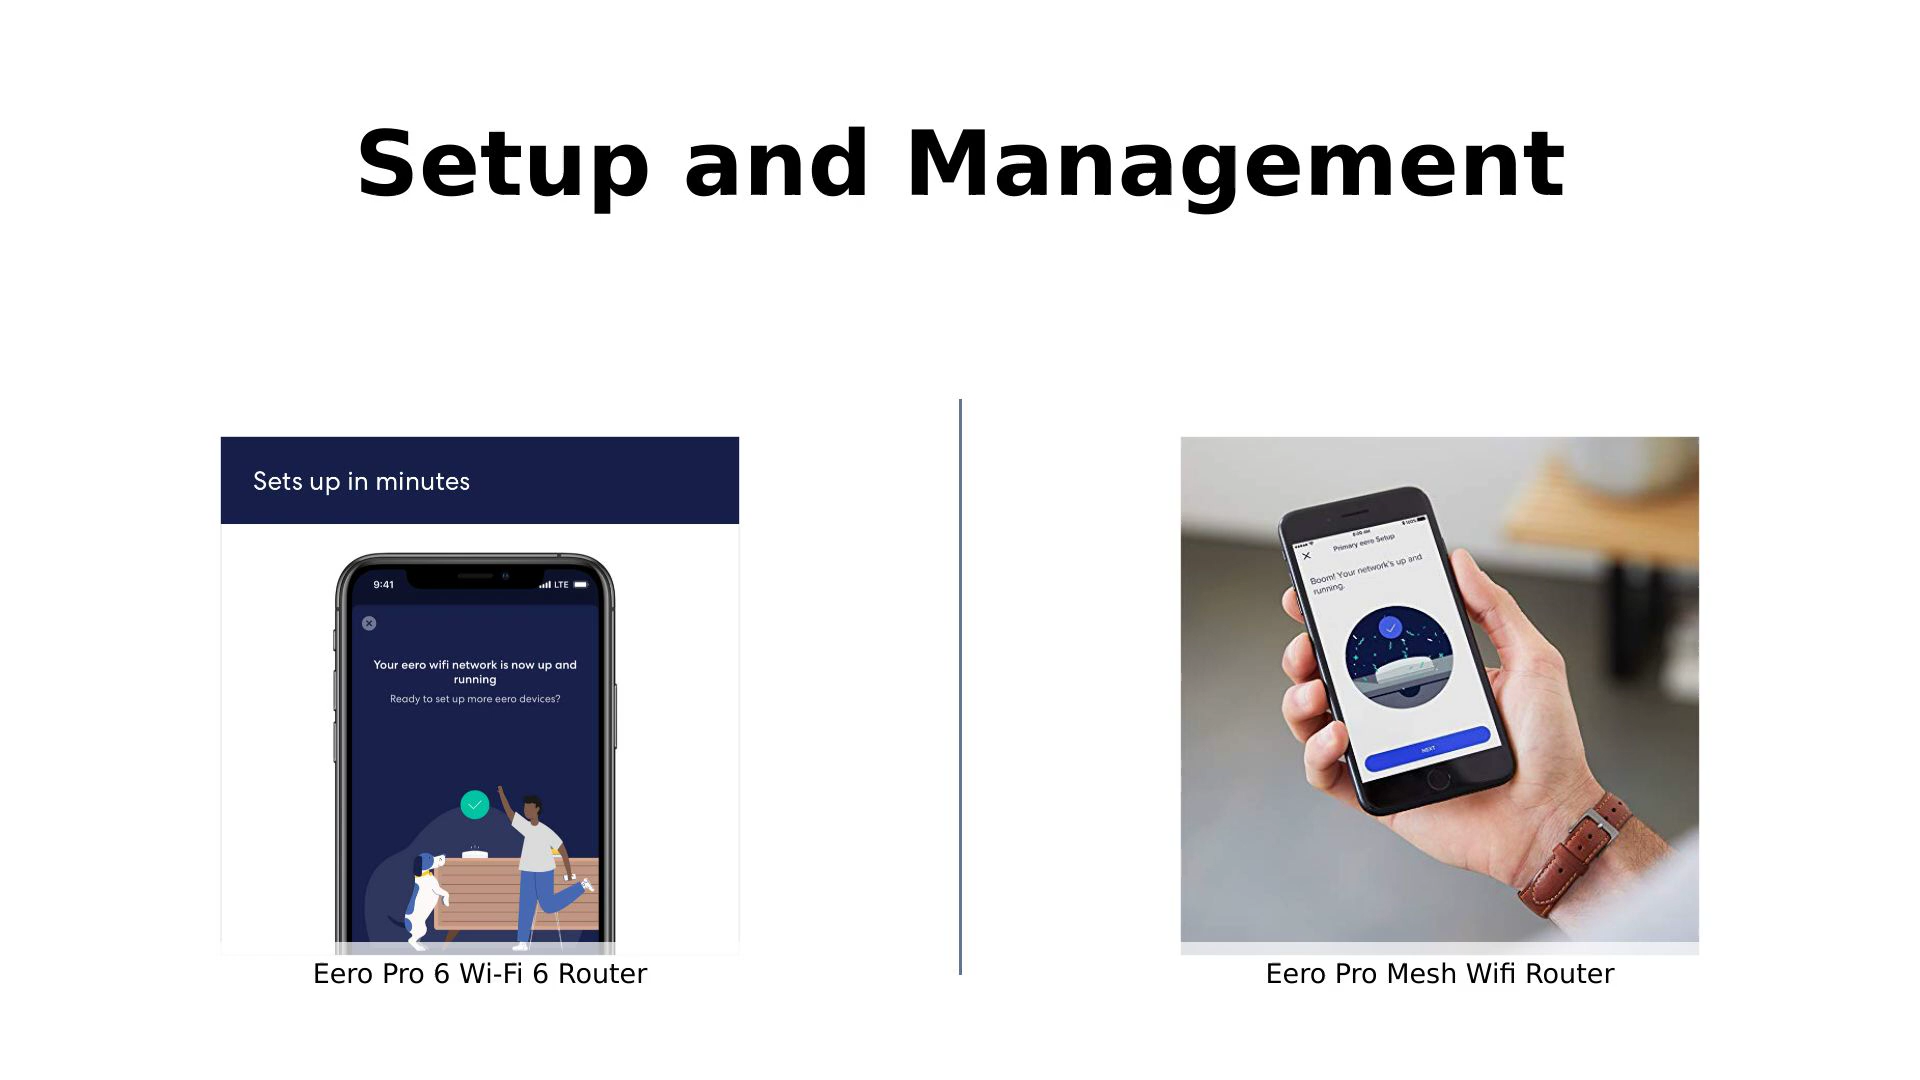 Setup and Management
Sets up in minutes
9:41 LTE
Your eero wifi network is now up and
running
Ready to set up more eero devices?
Eero Pro 6 Wi-Fi 6 Router
Primary eero Setup
Boom! Your network's up and
running.
NEXT
Eero Pro Mesh Wifi Router